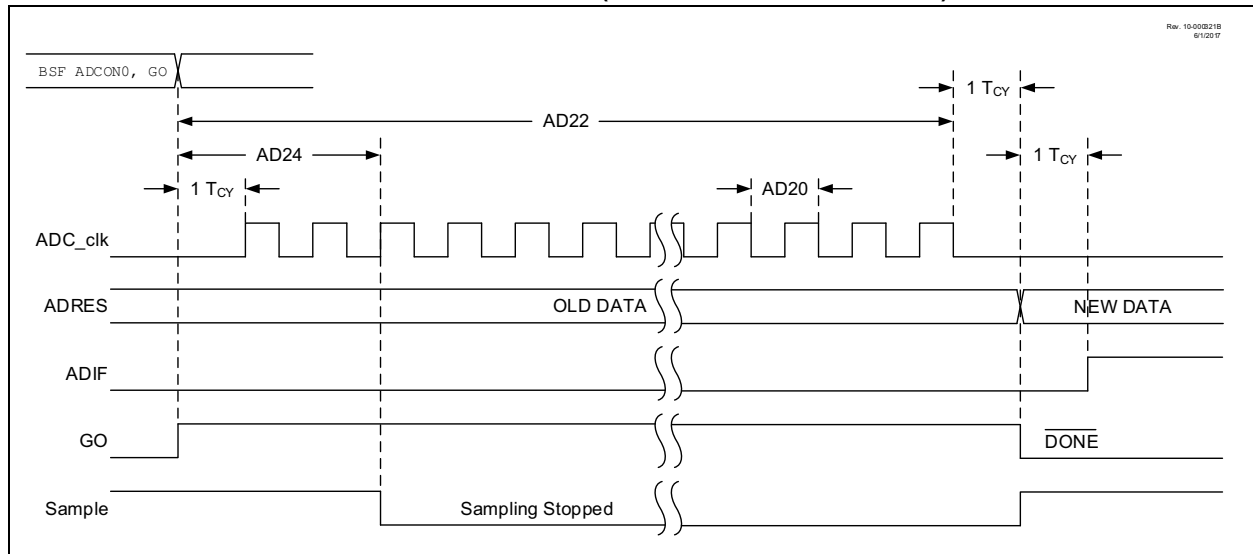 Rev. 10-000321B
6/1/2017
BSF ADCON0, GO
1 TCY
AD22
AD24
1 TCY
1 TCY
AD20
ADC_clk
ADRES
OLD DATA
NEW DATA
ADIF
GO
DONE
Sample
Sampling Stopped